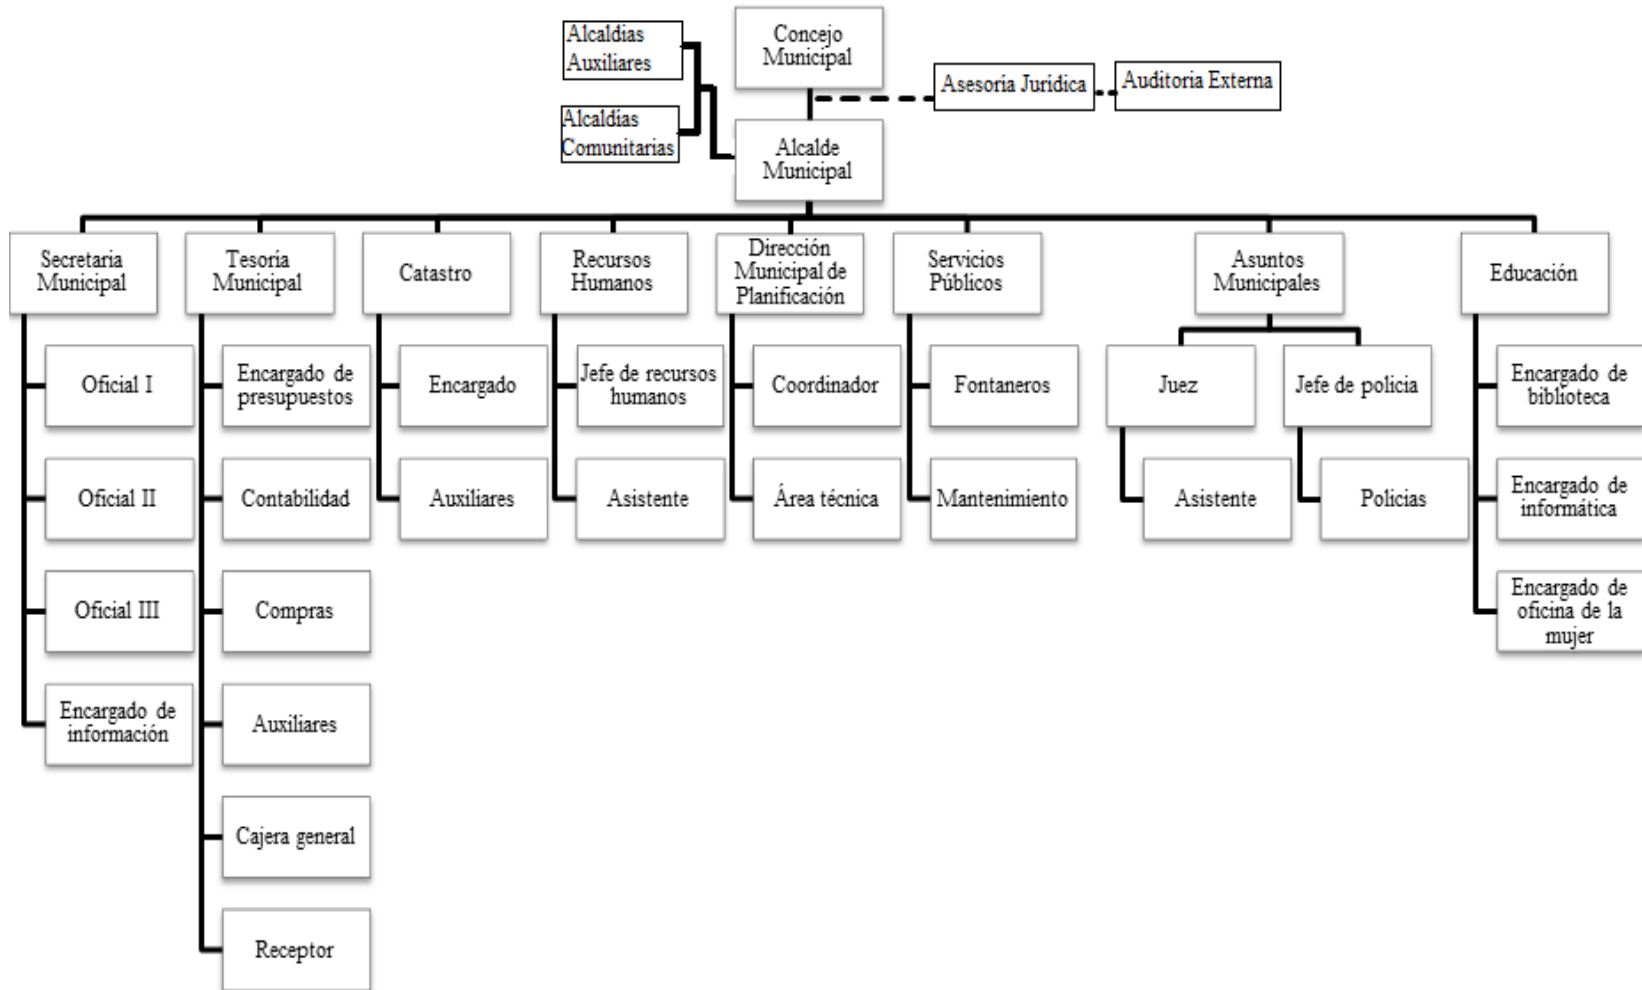 Alcaldias
Auxiliares
Concejo
Municipal
Asesoria Jurídica
Auditoria Externa
Alcaldías
Comunitarias
Alcalde
Municipal
Secretaria
Municipal
Tesoría
Municipal
Catastro
Recursos
Humanos
Dirección
Municipal de
Planificación
Servicios
Públicos
Asuntos
Municipales
Educación
Oficial I
Encargado de
presupuestos
Encargado
Jefe de recursos
humanos
Coordinador
Fontaneros
Juez
Jefe de policia
Encargado de
biblioteca
Oficial II
Contabilidad
Auxiliares
Asistente
Área técnica
Mantenimiento
Asistente
Policias
Encargado de
informática
Oficial III
Compras
Encargado de
oficina de la
mujer
Encargado de
información
Auxiliares
Cajera general
Receptor